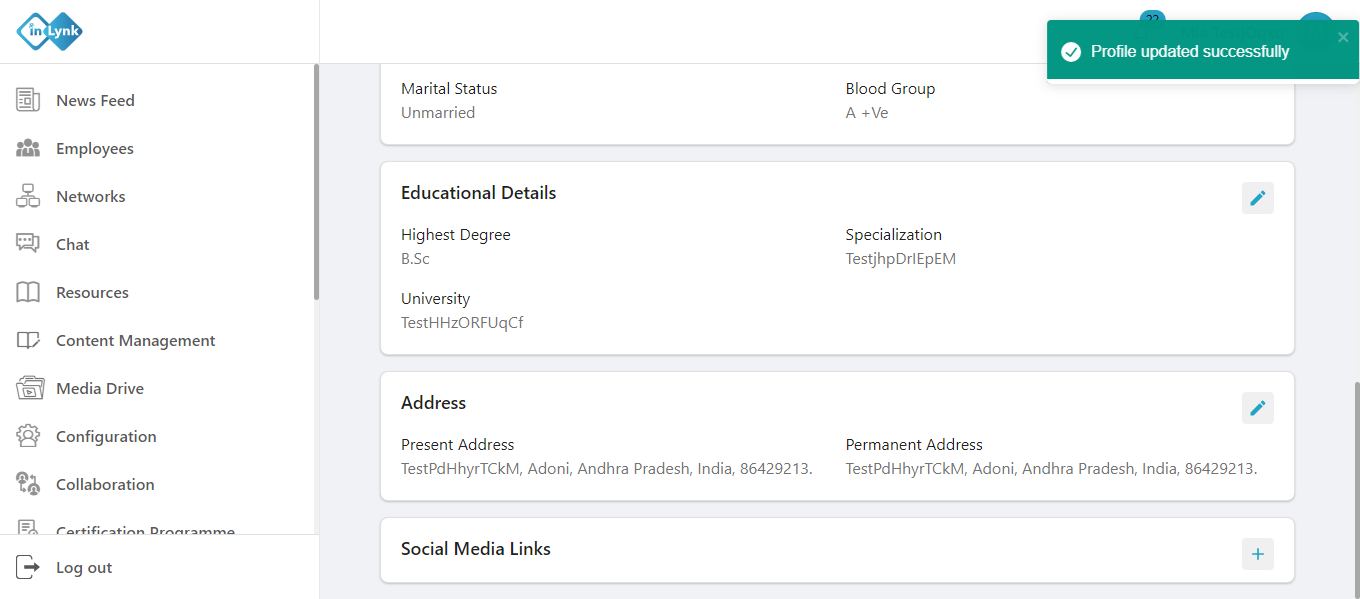 inLynk
22
Profile updated successfully
News Feed
Employees
Networks
Chat
Resources
Content Management
Media Drive
Configuration
Collaboration
Certification Programme
Log out
Marital Status
Unmarried
Blood Group
A +Ve
Educational Details
Highest Degree
B.Sc
Specialization
TestjhpDrIEpEM
University
TestHHzORFUqCf
Address
Present Address
TestPdHhyrTCkM, Adoni, Andhra Pradesh, India, 86429213.
Permanent Address
TestPdHhyrTCkM, Adoni, Andhra Pradesh, India, 86429213.
Social Media Links